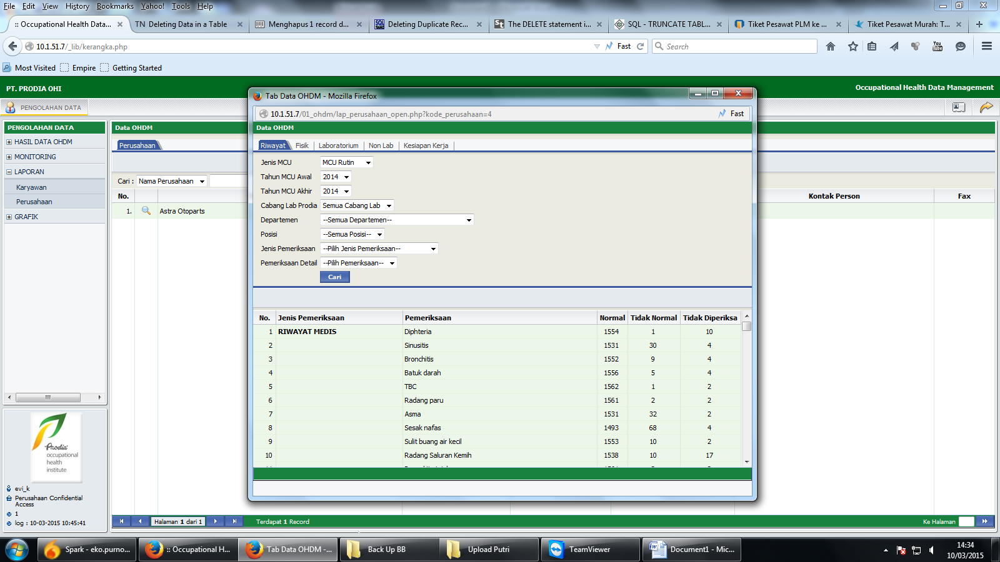 File Edit View History Bookmarks Yahoo! Tools Help
:: Occupational Health Data... TN Deleting Data in a Table Menghapus 1 record d... SQL Deleting Duplicate Rec... St The DELETE statement i... SQL - TRUNCATE TABL... Tiket Pesawat PLM ke ... Tiket Pesawat Murah: T...
10.1.51.7/_lib/kerangka.php Fast Search You Tube
Most Visited Empire Getting Started
PT. PRODIA OHI Occupational Health Data Management
PENGOLAHAN DATA
PENGOLAHAN DATA
HASIL DATA OHDM
MONITORING
LAPORAN
Karyawan
Perusahaan
GRAFIK
Prodia
occupational
health
institute
evi_k
Perusahaan Confidential
Access
1
log : 10-03-2015 10:45:41
Data OHDM
Perusahaan
Cari : Nama Perusahaan
No. Kontak Person Fax
1. Astra Otoparts
Halaman 1 dari 1 Terdapat 1 Record Ke Halaman
Tab Data OHDM - Mozilla Firefox
10.1.51.7/01_ohdm/lap_perusahaan_open.php?kode_perusahaan=4 Fast
Data OHDM
Riwayat Fisik Laboratorium Non Lab Kesiapan Kerja
Jenis MCU MCU Rutin
Tahun MCU Awal 2014
Tahun MCU Akhir 2014
Cabang Lab Prodia Semua Cabang Lab
Departemen --Semua Departemen--
Posisi --Semua Posisi--
Jenis Pemeriksaan --Pilih Jenis Pemeriksaan--
Pemeriksaan Detail --Pilih Pemeriksaan--
Cari
No. Jenis Pemeriksaan Pemeriksaan Normal Tidak Normal Tidak Diperiksa
1 RIWAYAT MEDIS Diphteria 1554 1 10
2 Sinusitis 1531 30 4
3 Bronchitis 1552 9 4
4 Batuk darah 1556 5 4
5 TBC 1562 1 2
6 Radang paru 1561 2 2
7 Asma 1531 32 2
8 Sesak nafas 1493 68 4
9 Sulit buang air kecil 1553 10 2
10 Radang Saluran Kemih 1538 10 17
Spark - eko.purno... :: Occupational H... Tab Data OHDM -... Back Up BB Upload Putri TeamViewer Document1 - Mic...
14:34
10/03/2015